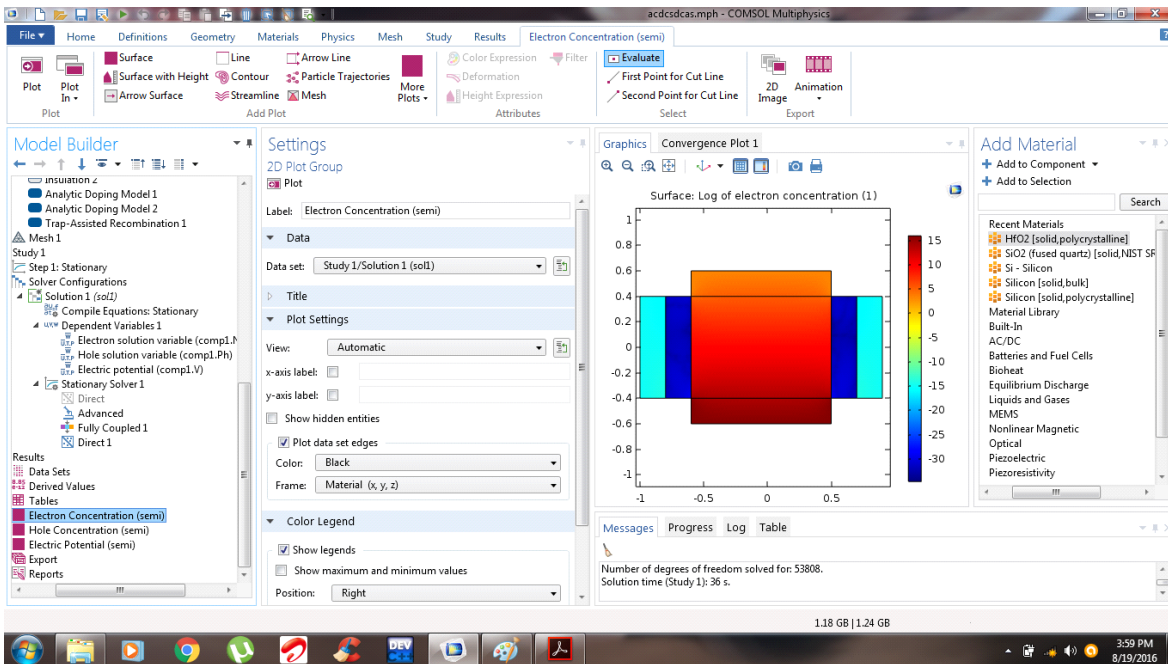 acdcsdcas.mph - COMSOL Multiphysics
File Home Definitions Geometry Materials Physics Mesh Study Results Electron Concentration (semi)
Plot
Plot In
Plot
Surface
Surface with Height
Arrow Surface
Line
Contour
Streamline
Arrow Line
Particle Trajectories
Mesh
More Plots
Add Plot
Color Expression
Filter
Deformation
Height Expression
Attributes
Evaluate
First Point for Cut Line
Second Point for Cut Line
Select
2D Image
Animation
Export
Model Builder
Insulation 2
Analytic Doping Model 1
Analytic Doping Model 2
Trap-Assisted Recombination 1
Mesh 1
Study 1
Step 1: Stationary
Solver Configurations
Solution 1 (sol1)
Compile Equations: Stationary
Dependent Variables 1
Electron solution variable (comp1.N
Hole solution variable (comp1.Ph)
Electric potential (comp1.V)
Stationary Solver 1
Direct
Advanced
Fully Coupled 1
Direct 1
Results
Data Sets
Derived Values
Tables
Electron Concentration (semi)
Hole Concentration (semi)
Electric Potential (semi)
Export
Reports
Settings
2D Plot Group
Plot
Label: Electron Concentration (semi)
Data
Data set: Study 1/Solution 1 (sol1)
Title
Plot Settings
View: Automatic
x-axis label:
y-axis label:
Show hidden entities
Plot data set edges
Color: Black
Frame: Material (x, y, z)
Color Legend
Show legends
Show maximum and minimum values
Position: Right
Graphics Convergence Plot 1
Surface: Log of electron concentration (1)
1
0.8
0.6
0.4
0.2
0
-0.2
-0.4
-0.6
-0.8
-1
-1 -0.5 0 0.5
15
10
5
0
-5
-10
-15
-20
-25
-30
Messages Progress Log Table
Number of degrees of freedom solved for: 53808.
Solution time (Study 1): 36 s.
Add Material
Add to Component
Add to Selection
Search
Recent Materials
HfO2 [solid,polycrystalline]
SiO2 (fused quartz) [solid,NIST SR
Si - Silicon
Silicon [solid,bulk]
Silicon [solid,polycrystalline]
Material Library
Built-In
AC/DC
Batteries and Fuel Cells
Bioheat
Equilibrium Discharge
Liquids and Gases
MEMS
Nonlinear Magnetic
Optical
Piezoelectric
Piezoresistivity
1.18 GB | 1.24 GB
DEV
3:59 PM
8/19/2016